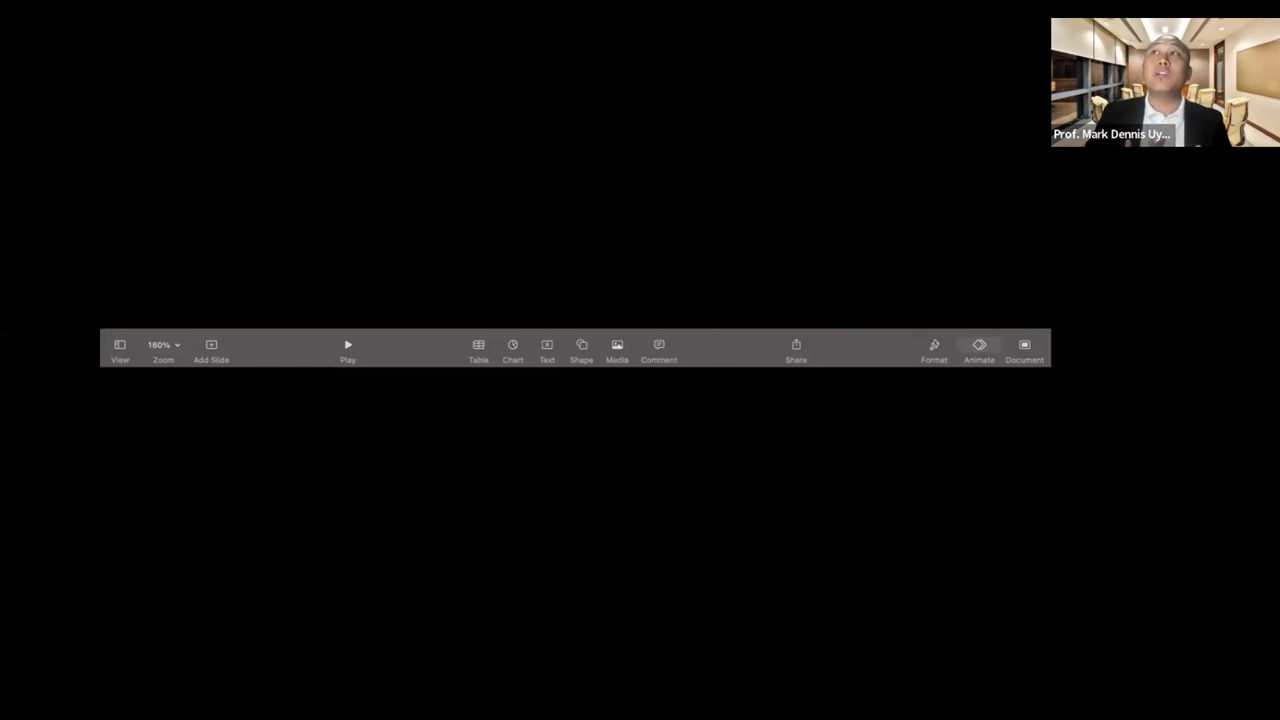 Prof. Mark Dennis Uy...
160%
View Zoom Add Slide Play Table Chart Text Shape Media Comment Share Format Animate Document